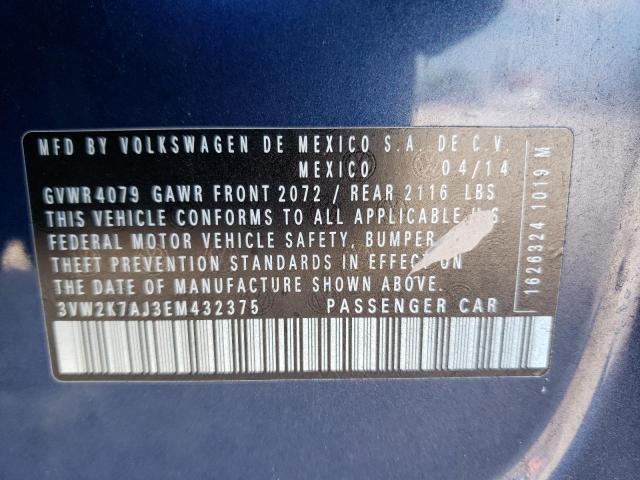 MFD BY VOLKSWAGEN DE MEXICO S.A. DE C.V.
MEXICO 04/14
GVWR4079 GAWR FRONT 2072 / REAR 2116 LBS
THIS VEHICLE CONFORMS TO ALL APPLICABLE U.S.
FEDERAL MOTOR VEHICLE SAFETY, BUMPER
THEFT PREVENTION STANDARDS IN EFFECT ON
THE DATE OF MANUFACTURE SHOWN ABOVE.
3VW2K7AJ3EM432375 PASSENGER CAR
1626324 1019 M